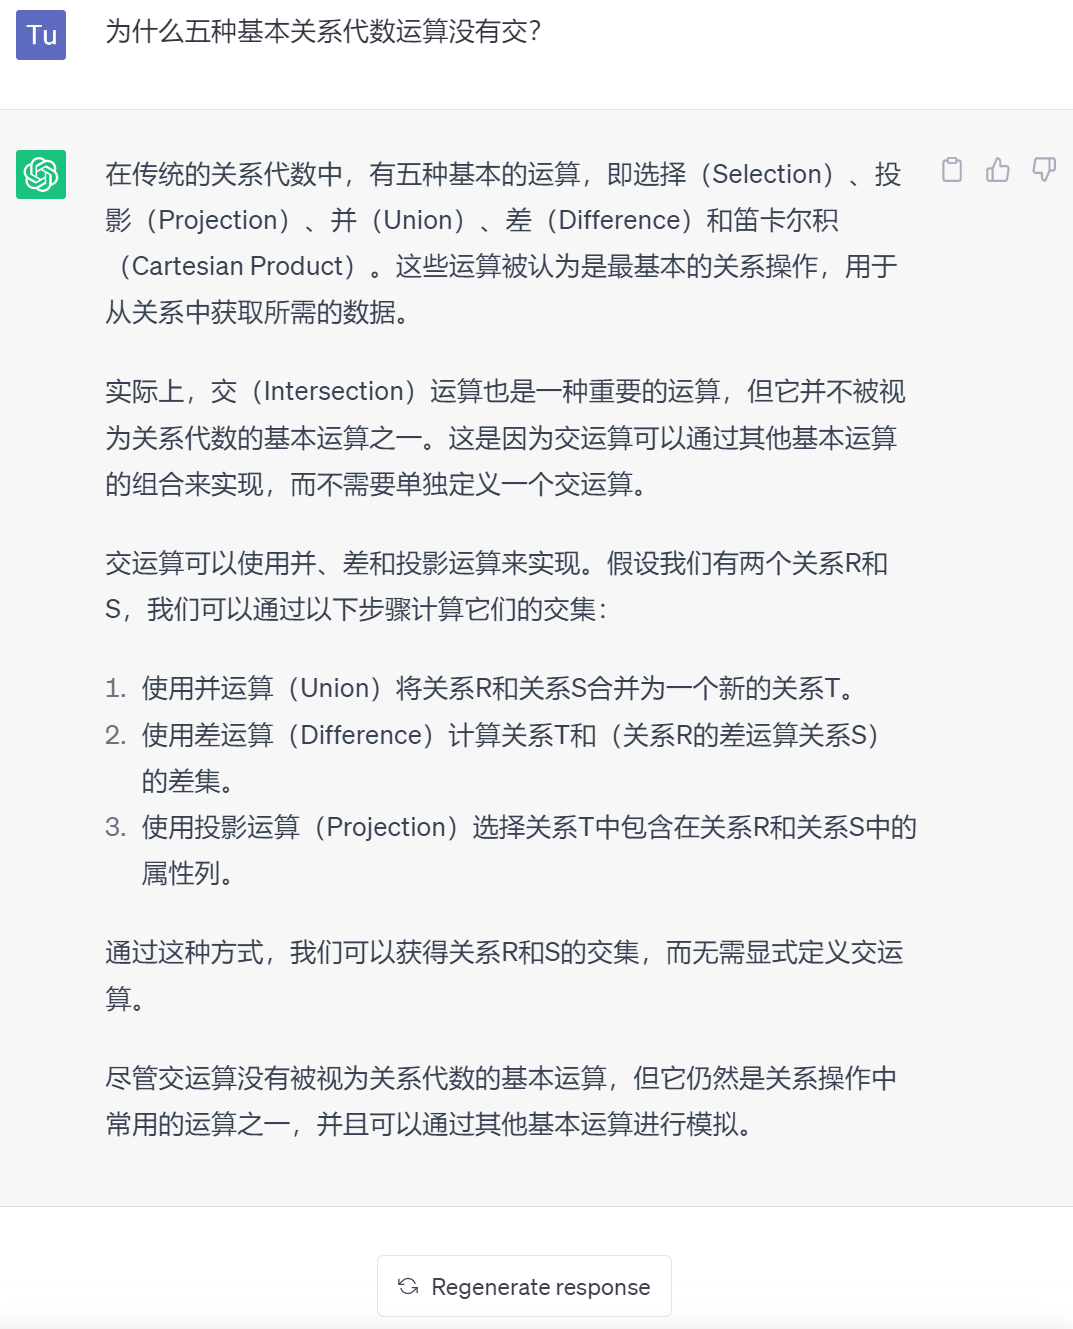 Tu
为什么五种基本关系代数运算没有交？
在传统的关系代数中，有五种基本的运算，即选择（Selection）、投
影（Projection）、并（Union）、差（Difference）和笛卡尔积
（Cartesian Product）。这些运算被认为是最基本的关系操作，用于
从关系中获取所需的数据。
实际上，交（Intersection）运算也是一种重要的运算，但它并不被视
为关系代数的基本运算之一。这是因为交运算可以通过其他基本运算
的组合来实现，而不需要单独定义一个交运算。
交运算可以使用并、差和投影运算来实现。假设我们有两个关系R和
S，我们可以通过以下步骤计算它们的交集：
1. 使用并运算（Union）将关系R和关系S合并为一个新的关系T。
2. 使用差运算（Difference）计算关系T和（关系R的差运算关系S）
的差集。
3. 使用投影运算（Projection）选择关系T中包含在关系R和关系S中的
属性列。
通过这种方式，我们可以获得关系R和S的交集，而无需显式定义交运
算。
尽管交运算没有被视为关系代数的基本运算，但它仍然是关系操作中
常用的运算之一，并且可以通过其他基本运算进行模拟。
Regenerate response